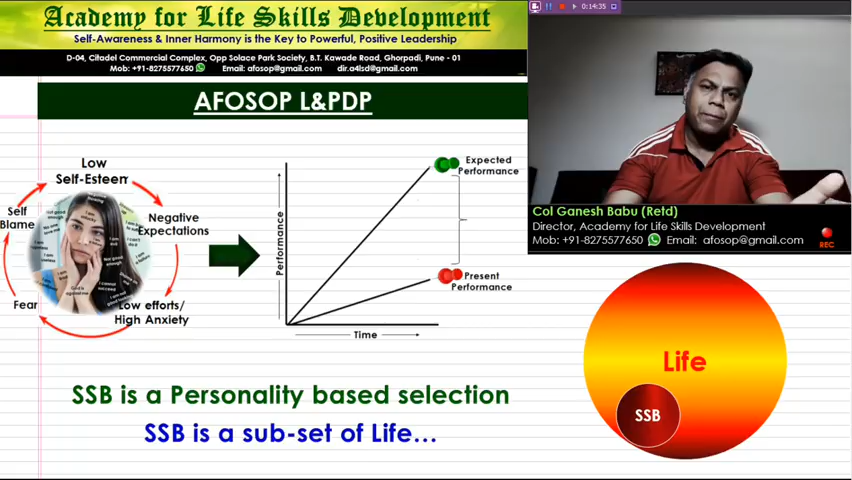 Academy for Life Skills Development
Self-Awareness & Inner Harmony is the Key to Powerful, Positive Leadership
D-04, Citadel Commercial Complex, Opp Solace Park Society, B.T. Kawade Road, Ghorpadi, Pune - 01
Mob: +91-8275577650 Email: afosop@gmail.com dir.a4lsd@gmail.com
0:14:35
AFOSOP L&PDP
Low
Self-Esteem
Negative
Expectations
Low efforts/
High Anxiety
Fear
Self
Blame
Performance
Time
Expected
Performance
Present
Performance
Col Ganesh Babu (Retd)
Director, Academy for Life Skills Development
Mob: +91-8275577650 Email: afosop@gmail.com
REC
SSB is a Personality based selection
SSB is a sub-set of Life...
Life
SSB